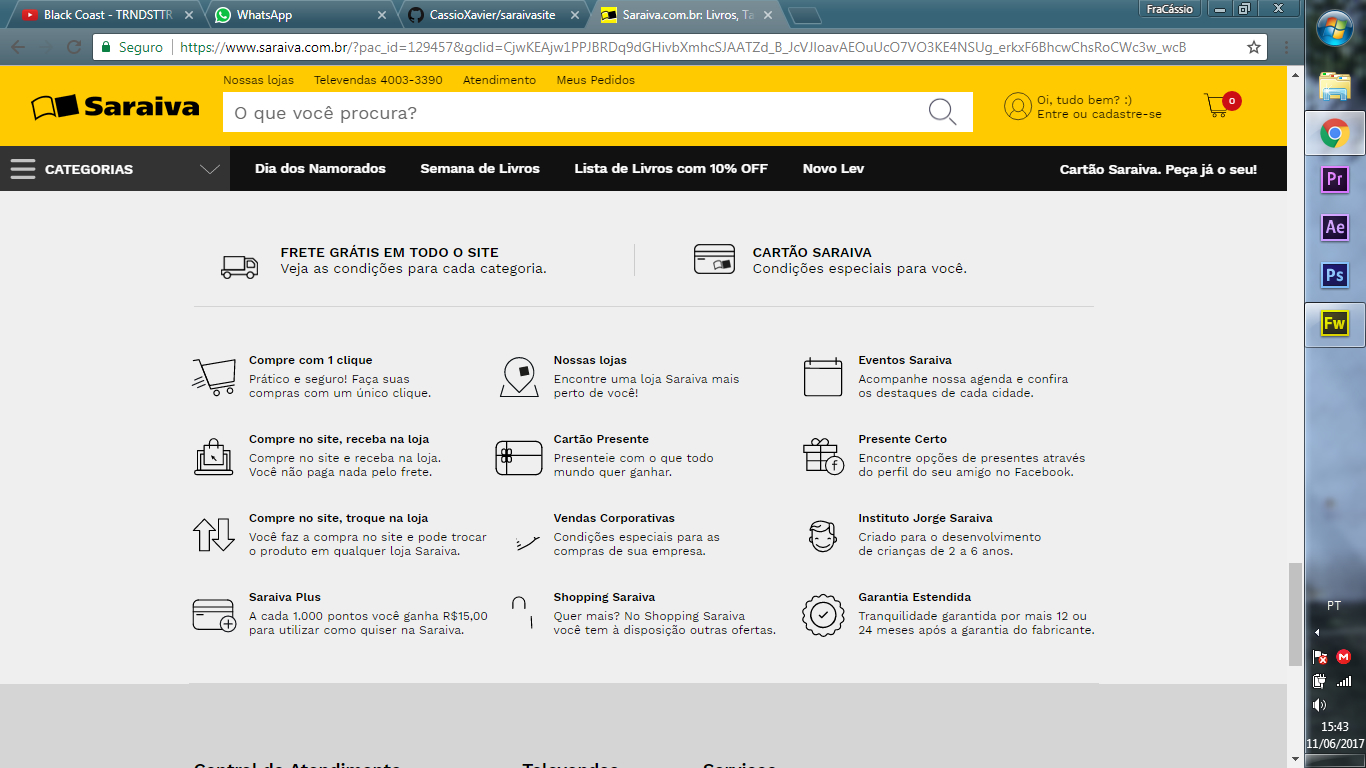 Black Coast - TRNDSTTR
WhatsApp
CassioXavier/saraivasite
Saraiva.com.br: Livros, Ta
FraCássio
Seguro
https://www.saraiva.com.br/?pac_id=129457&gclid=CjwKEAjw1PPJBRDq9dGHivbXmhcSJAATZd_B_JcVJIoavAEOuUcO7VO3KE4NSUg_erkxF6BhcwChsRoCWc3w_wcB
Nossas lojas
Televendas 4003-3390
Atendimento
Meus Pedidos
Saraiva
O que você procura?
Oi, tudo bem? :)
Entre ou cadastre-se
0
CATEGORIAS
Dia dos Namorados
Semana de Livros
Lista de Livros com 10% OFF
Novo Lev
Cartão Saraiva. Peça já o seu!
FRETE GRÁTIS EM TODO O SITE
Veja as condições para cada categoria.
CARTÃO SARAIVA
Condições especiais para você.
Compre com 1 clique
Prático e seguro! Faça suas
compras com um único clique.
Nossas lojas
Encontre uma loja Saraiva mais
perto de você!
Eventos Saraiva
Acompanhe nossa agenda e confira
os destaques de cada cidade.
Compre no site, receba na loja
Compre no site e receba na loja.
Você não paga nada pelo frete.
Cartão Presente
Presenteie com o que todo
mundo quer ganhar.
Presente Certo
Encontre opções de presentes através
do perfil do seu amigo no Facebook.
Compre no site, troque na loja
Você faz a compra no site e pode trocar
o produto em qualquer loja Saraiva.
Vendas Corporativas
Condições especiais para as
compras de sua empresa.
Instituto Jorge Saraiva
Criado para o desenvolvimento
de crianças de 2 a 6 anos.
Saraiva Plus
A cada 1.000 pontos você ganha R$15,00
para utilizar como quiser na Saraiva.
Shopping Saraiva
Quer mais? No Shopping Saraiva
você tem à disposição outras ofertas.
Garantia Estendida
Tranquilidade garantida por mais 12 ou
24 meses após a garantia do fabricante.
Central de Atendimento
Televendas
Serviços
Pr
Ae
Ps
Fw
PT
15:43
11/06/2017